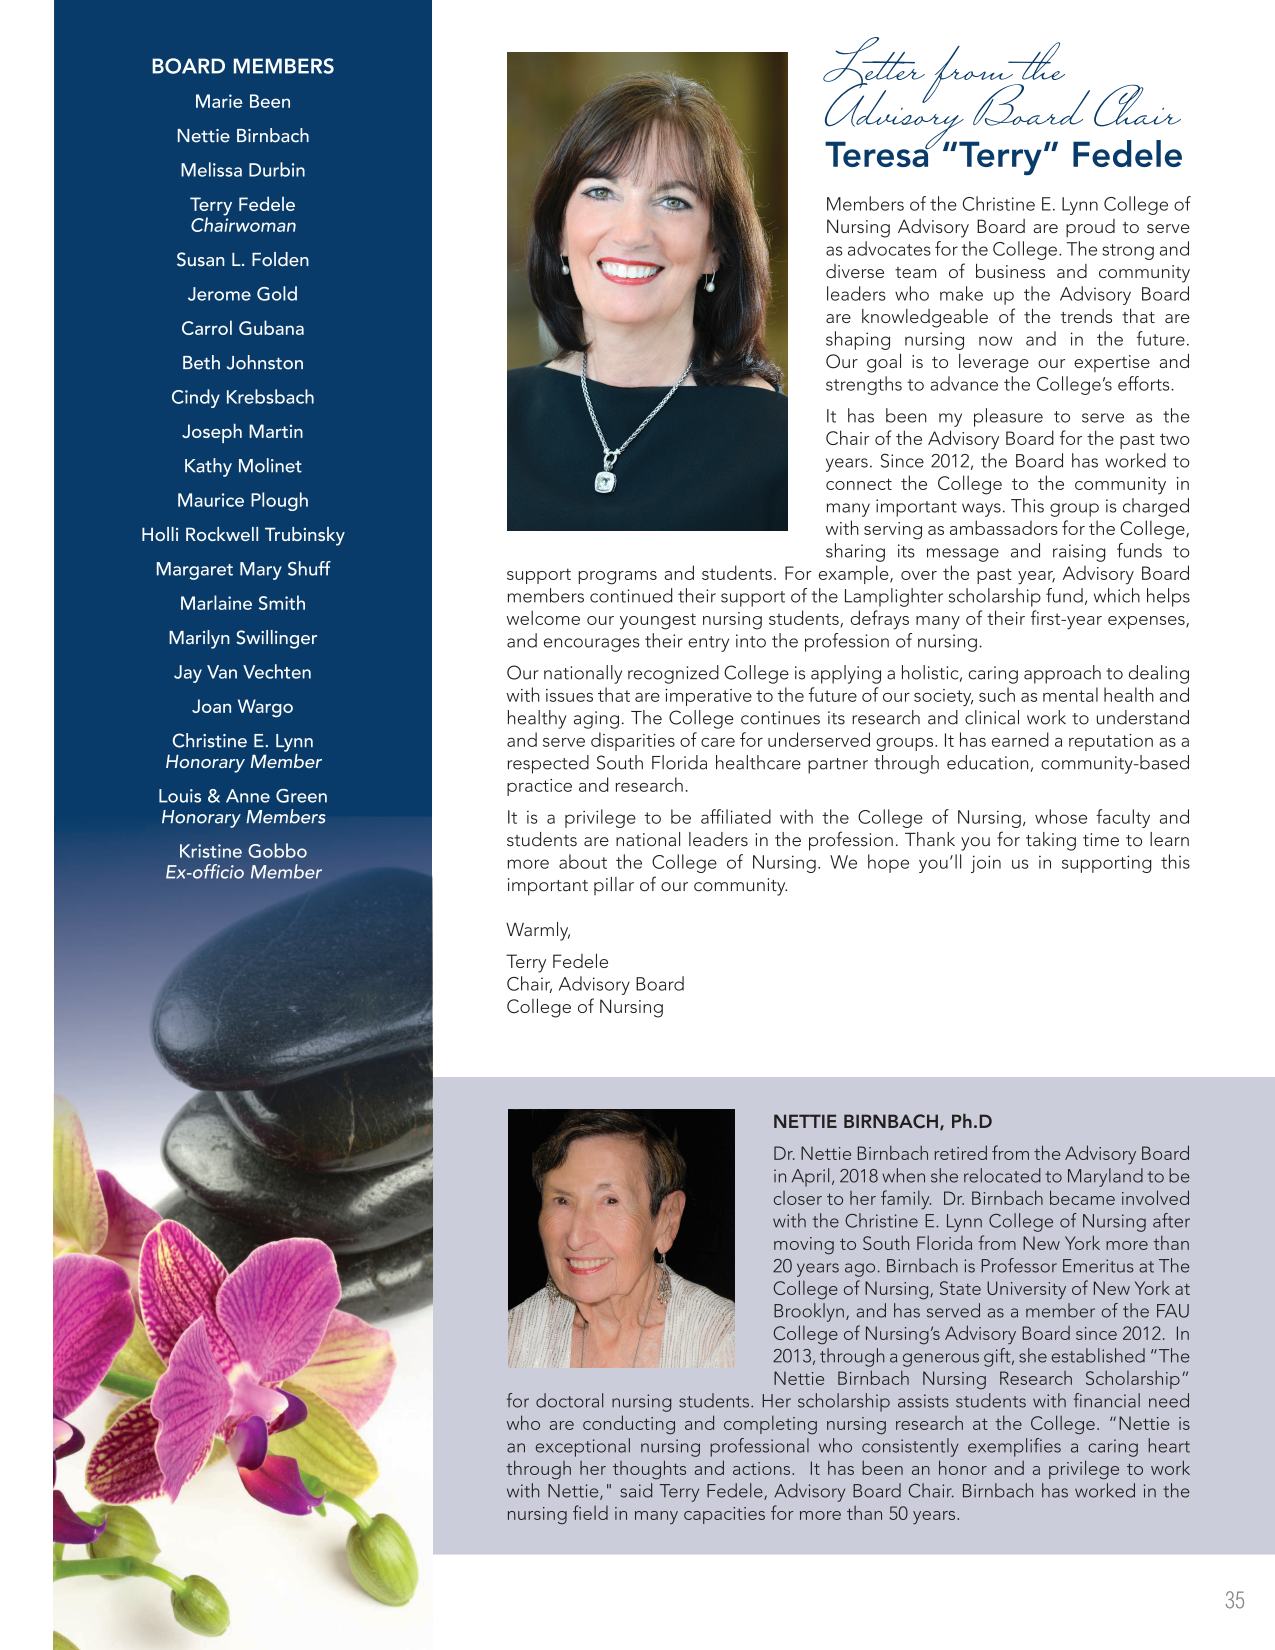 BOARD MEMBERS
Marie Been
Nettie Birnbach
Melissa Durbin
Terry Fedele
Chairwoman
Susan L. Folden
Jerome Gold
Carrol Gubana
Beth Johnston
Cindy Krebsbach
Joseph Martin
Kathy Molinet
Maurice Plough
Holli Rockwell Trubinsky
Margaret Mary Shuff
Marlaine Smith
Marilyn Swillinger
Jay Van Vechten
Joan Wargo
Christine E. Lynn
Honorary Member
Louis & Anne Green
Honorary Members
Kristine Gobbo
Ex-officio Member
Letter from the
Advisory Board Chair
Teresa “Terry” Fedele
Members of the Christine E. Lynn College of
Nursing Advisory Board are proud to serve
as advocates for the College. The strong and
diverse team of business and community
leaders who make up the Advisory Board
are knowledgeable of the trends that are
shaping nursing now and in the future.
Our goal is to leverage our expertise and
strengths to advance the College’s efforts.
It has been my pleasure to serve as the
Chair of the Advisory Board for the past two
years. Since 2012, the Board has worked to
connect the College to the community in
many important ways. This group is charged
with serving as ambassadors for the College,
sharing its message and raising funds to
support programs and students. For example, over the past year, Advisory Board
members continued their support of the Lamplighter scholarship fund, which helps
welcome our youngest nursing students, defrays many of their first-year expenses,
and encourages their entry into the profession of nursing.
Our nationally recognized College is applying a holistic, caring approach to dealing
with issues that are imperative to the future of our society, such as mental health and
healthy aging. The College continues its research and clinical work to understand
and serve disparities of care for underserved groups. It has earned a reputation as a
respected South Florida healthcare partner through education, community-based
practice and research.
It is a privilege to be affiliated with the College of Nursing, whose faculty and
students are national leaders in the profession. Thank you for taking time to learn
more about the College of Nursing. We hope you’ll join us in supporting this
important pillar of our community.
Warmly,
Terry Fedele
Chair, Advisory Board
College of Nursing
NETTIE BIRNBACH, Ph.D
Dr. Nettie Birnbach retired from the Advisory Board
in April, 2018 when she relocated to Maryland to be
closer to her family. Dr. Birnbach became involved
with the Christine E. Lynn College of Nursing after
moving to South Florida from New York more than
20 years ago. Birnbach is Professor Emeritus at The
College of Nursing, State University of New York at
Brooklyn, and has served as a member of the FAU
College of Nursing’s Advisory Board since 2012. In
2013, through a generous gift, she established “The
Nettie Birnbach Nursing Research Scholarship”
for doctoral nursing students. Her scholarship assists students with financial need
who are conducting and completing nursing research at the College. “Nettie is
an exceptional nursing professional who consistently exemplifies a caring heart
through her thoughts and actions. It has been an honor and a privilege to work
with Nettie," said Terry Fedele, Advisory Board Chair. Birnbach has worked in the
nursing field in many capacities for more than 50 years.
35